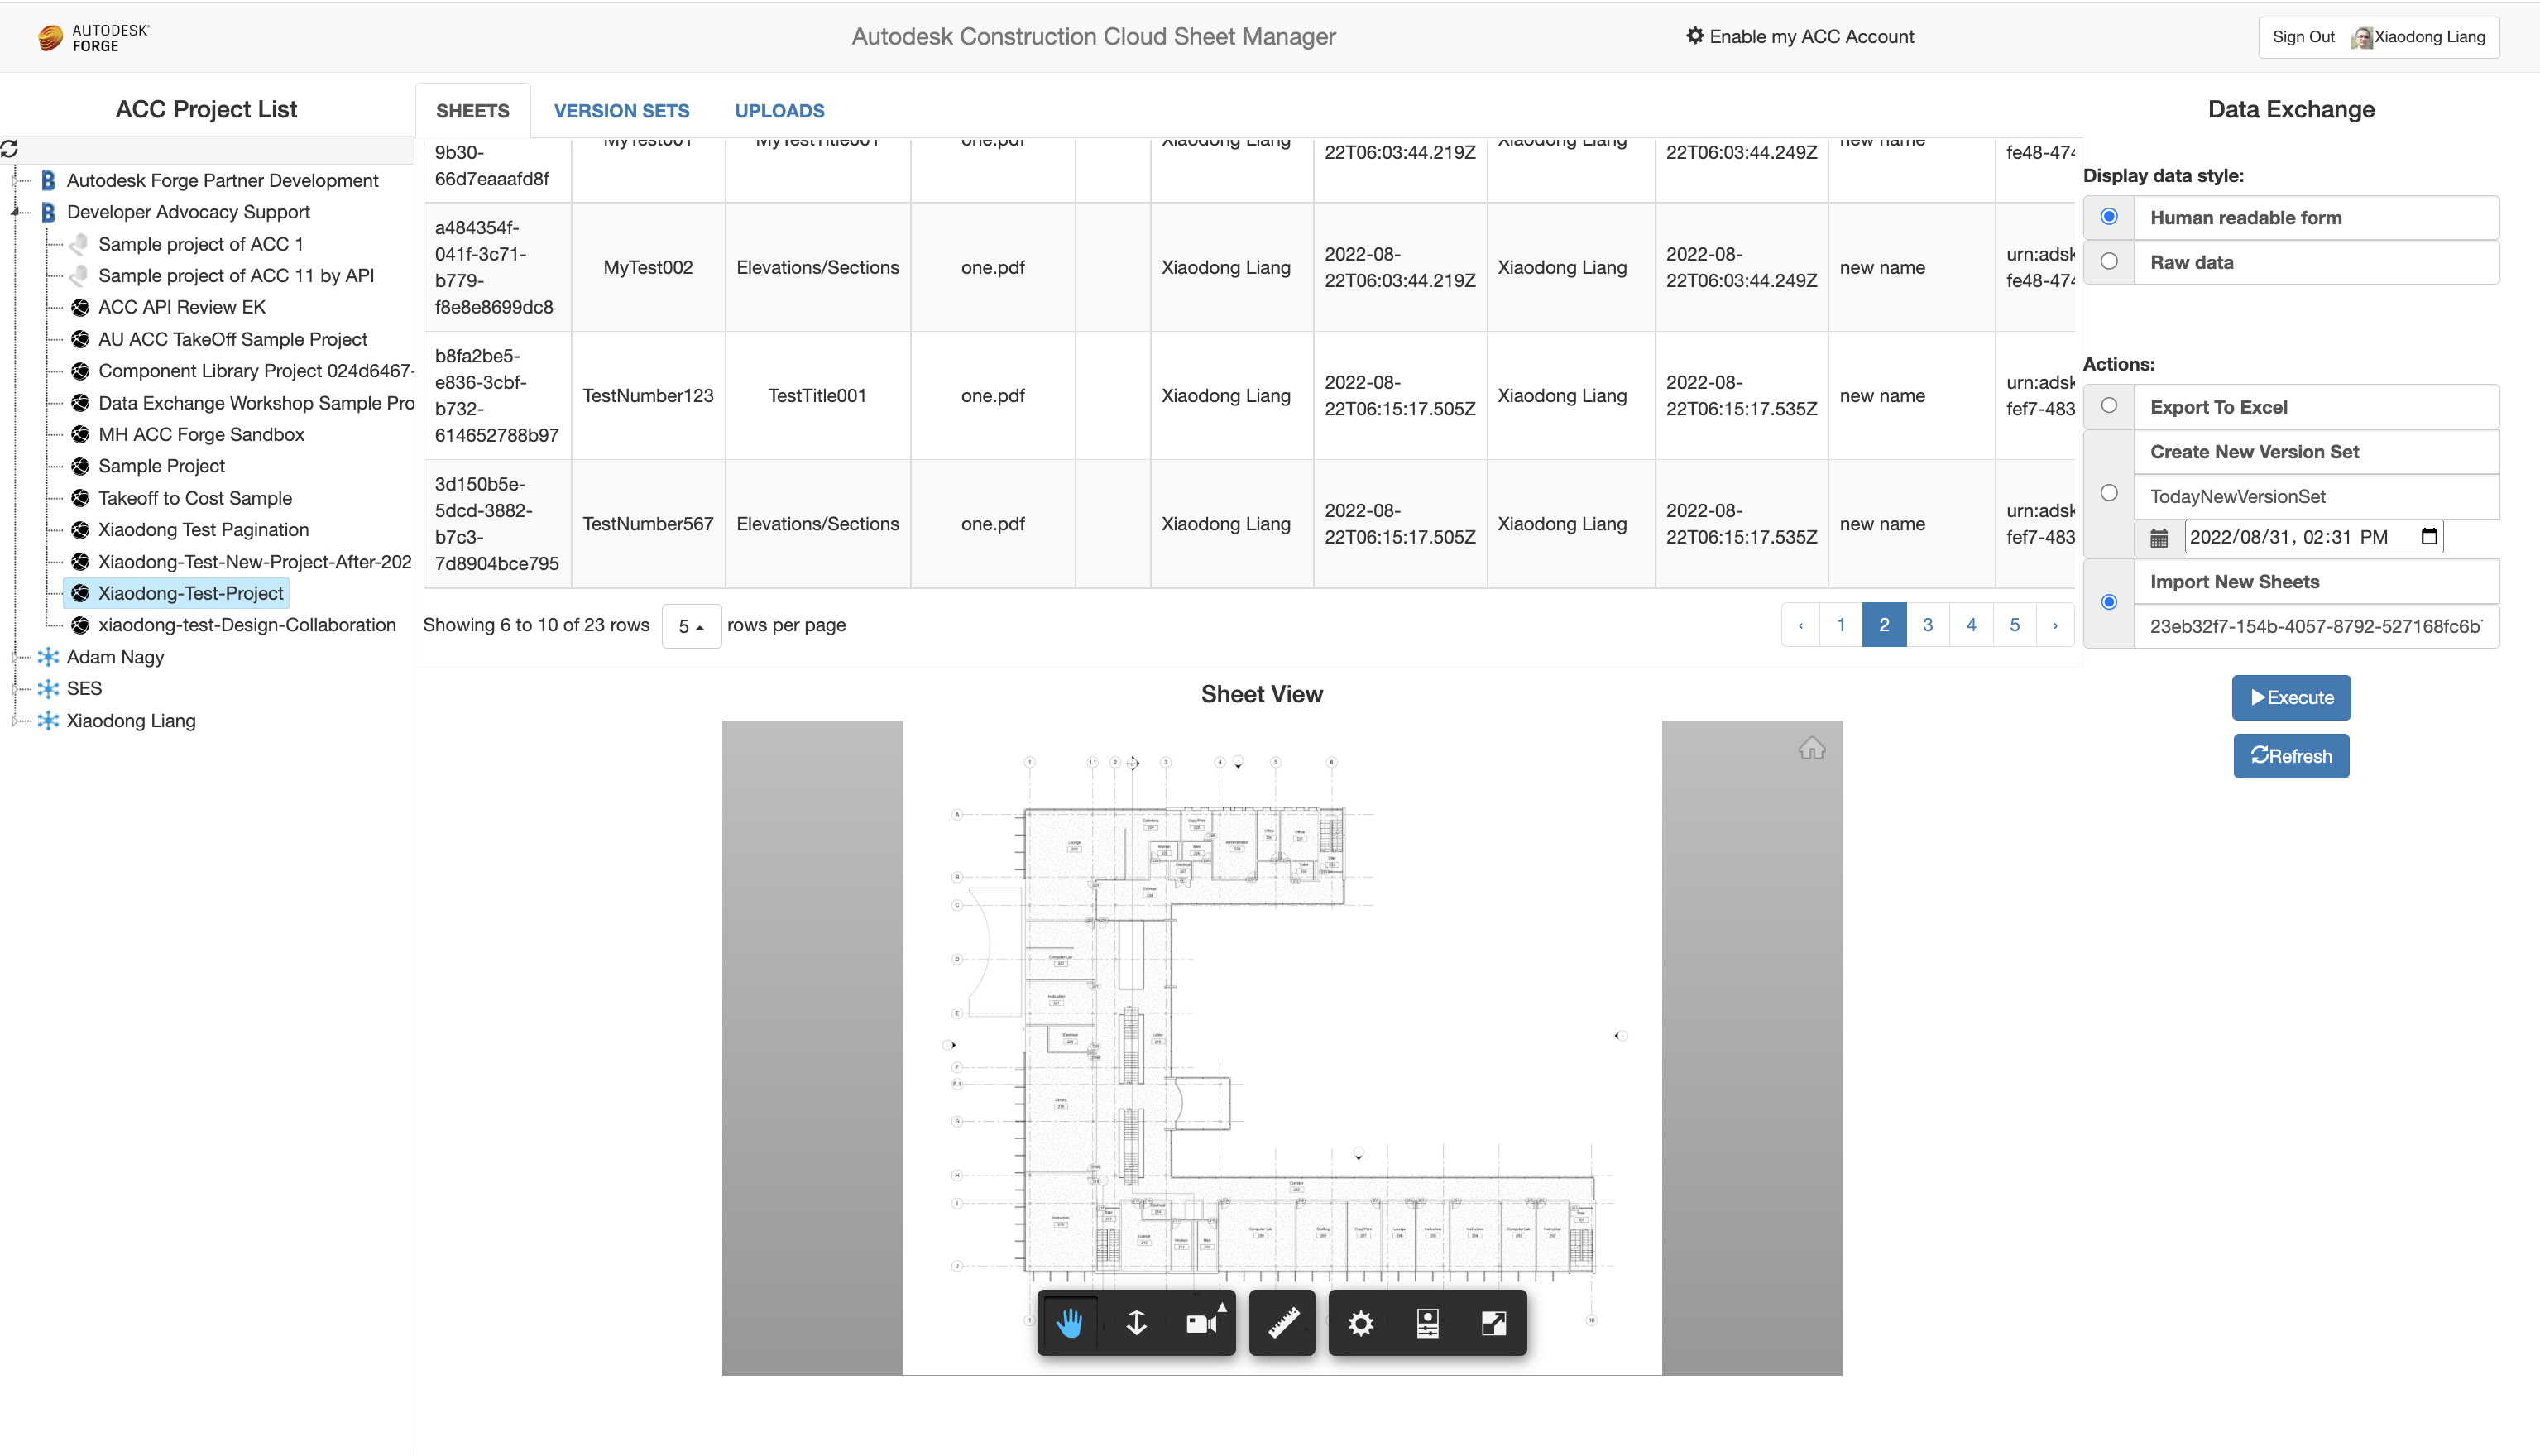 AUTODESK
FORGE
Autodesk Construction Cloud Sheet Manager
Enable my ACC Account
Sign Out Xiaodong Liang
ACC Project List
Autodesk Forge Partner Development
Developer Advocacy Support
Sample project of ACC 1
Sample project of ACC 11 by API
ACC API Review EK
AU ACC TakeOff Sample Project
Component Library Project 024d6467-
Data Exchange Workshop Sample Pro
MH ACC Forge Sandbox
Sample Project
Takeoff to Cost Sample
Xiaodong Test Pagination
Xiaodong-Test-New-Project-After-202
Xiaodong-Test-Project
xiaodong-test-Design-Collaboration
Adam Nagy
SES
Xiaodong Liang
SHEETS VERSION SETS UPLOADS
9b30-
66d7eaaafd8f
MyTest001
MyTestTitle001
one.pdf
Xiaodong Liang
22T06:03:44.219Z
Xiaodong Liang
22T06:03:44.249Z
new name
fe48-474
a484354f-
041f-3c71-
b779-
f8e8e8699dc8
MyTest002
Elevations/Sections
one.pdf
Xiaodong Liang
2022-08-
22T06:03:44.219Z
Xiaodong Liang
2022-08-
22T06:03:44.249Z
new name
urn:adsk
fe48-474
b8fa2be5-
e836-3cbf-
b732-
614652788b97
TestNumber123
TestTitle001
one.pdf
Xiaodong Liang
2022-08-
22T06:15:17.505Z
Xiaodong Liang
2022-08-
22T06:15:17.535Z
new name
urn:adsk
fef7-483
3d150b5e-
5dcd-3882-
b7c3-
7d8904bce795
TestNumber567
Elevations/Sections
one.pdf
Xiaodong Liang
2022-08-
22T06:15:17.505Z
Xiaodong Liang
2022-08-
22T06:15:17.535Z
new name
urn:adsk
fef7-483
Showing 6 to 10 of 23 rows 5 rows per page
‹ 1 2 3 4 5 ›
Sheet View
Data Exchange
Display data style:
Human readable form
Raw data
Actions:
Export To Excel
Create New Version Set
TodayNewVersionSet
2022/08/31, 02:31 PM
Import New Sheets
23eb32f7-154b-4057-8792-527168fc6b
Execute
Refresh